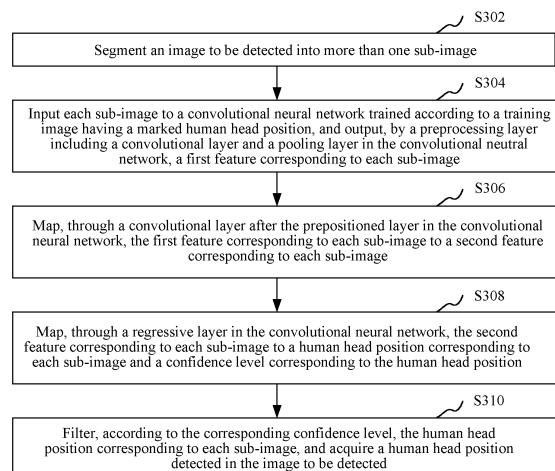 S302
Segment an image to be detected into more than one sub-image
S304
Input each sub-image to a convolutional neural network trained according to a training
image having a marked human head position, and output, by a preprocessing layer
including a convolutional layer and a pooling layer in the convolutional neutral
network, a first feature corresponding to each sub-image
S306
Map, through a convolutional layer after the prepositioned layer in the convolutional
neural network, the first feature corresponding to each sub-image to a second feature
corresponding to each sub-image
S308
Map, through a regressive layer in the convolutional neural network, the second
feature corresponding to each sub-image to a human head position corresponding to
each sub-image and a confidence level corresponding to the human head position
S310
Filter, according to the corresponding confidence level, the human head
position corresponding to each sub-image, and acquire a human head position
detected in the image to be detected